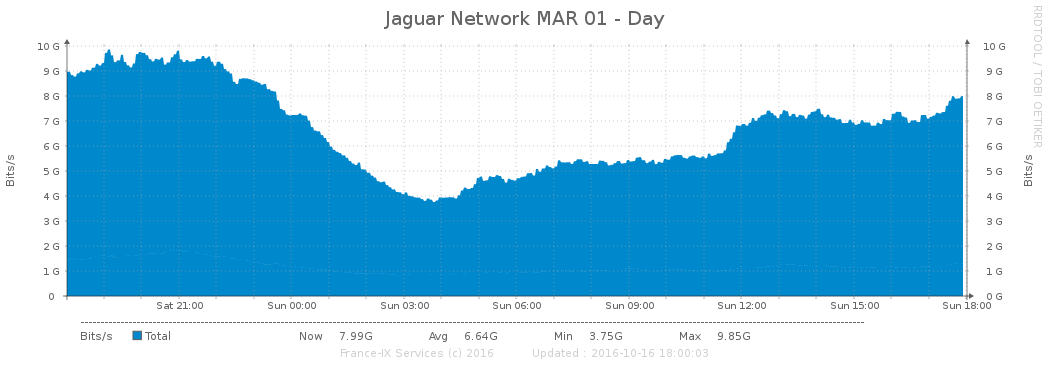 Jaguar Network MAR 01 - Day
RRDTOOL / TOBI OETIKER
Bits/s
10 G
9 G
8 G
7 G
6 G
5 G
4 G
3 G
2 G
1 G
0
10 G
9 G
8 G
7 G
6 G
5 G
4 G
3 G
2 G
1 G
0 G
Bits/s
Sat 21:00 Sun 00:00 Sun 03:00 Sun 06:00 Sun 09:00 Sun 12:00 Sun 15:00 Sun 18:00
Bits/s Total Now 7.99G Avg 6.64G Min 3.75G Max 9.85G
France-IX Services (c) 2016 Updated : 2016-10-16 18:00:03